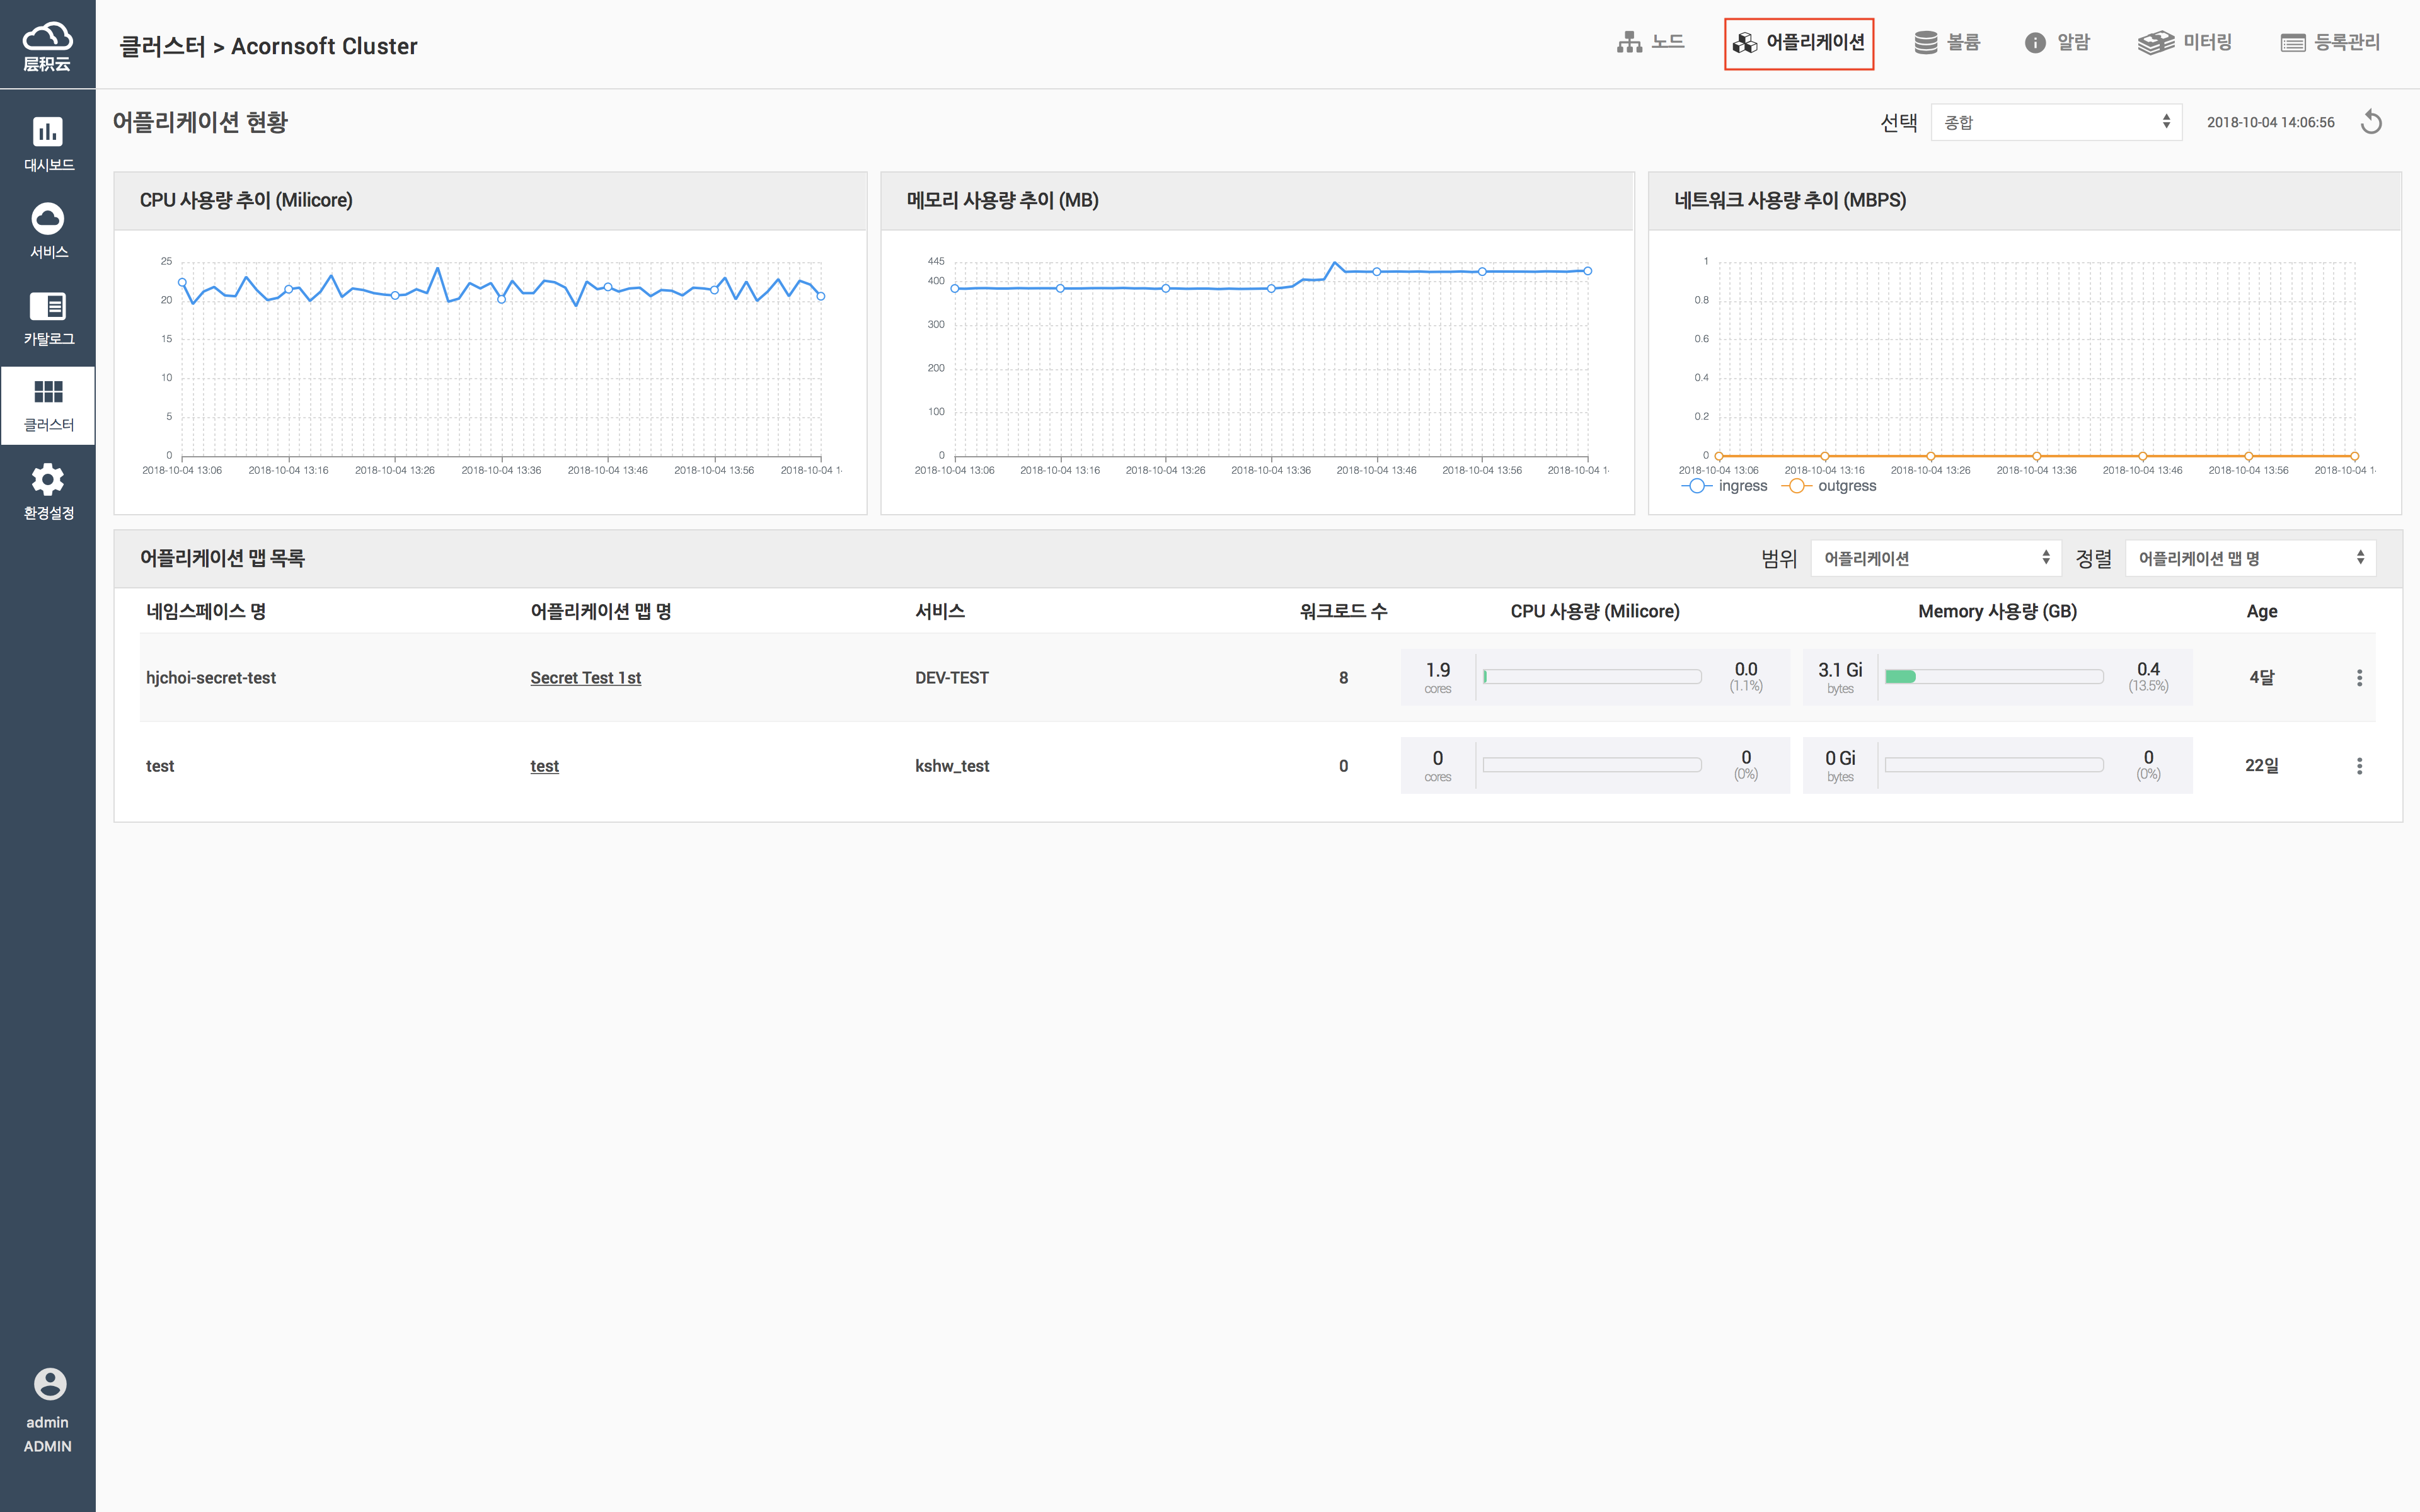 层积云
클러스터 > Acornsoft Cluster
노드
어플리케이션
볼륨
알람
미터링
등록관리
대시보드
서비스
카탈로그
클러스터
환경설정
admin
ADMIN
어플리케이션 현황
선택
종합
2018-10-04 14:06:56
CPU 사용량 추이 (Milicore)
25
20
15
10
5
0
2018-10-04 13:06 2018-10-04 13:16 2018-10-04 13:26 2018-10-04 13:36 2018-10-04 13:46 2018-10-04 13:56 2018-10-04 1
메모리 사용량 추이 (MB)
445
400
300
200
100
0
2018-10-04 13:06 2018-10-04 13:16 2018-10-04 13:26 2018-10-04 13:36 2018-10-04 13:46 2018-10-04 13:56 2018-10-04 1
네트워크 사용량 추이 (MBPS)
1
0.8
0.6
0.4
0.2
0
2018-10-04 13:06 2018-10-04 13:16 2018-10-04 13:26 2018-10-04 13:36 2018-10-04 13:46 2018-10-04 13:56 2018-10-04 1
ingress outgress
어플리케이션 맵 목록
범위
어플리케이션
정렬
어플리케이션 맵 명
네임스페이스 명 어플리케이션 맵 명 서비스 워크로드 수 CPU 사용량 (Milicore) Memory 사용량 (GB) Age
hjchoi-secret-test Secret Test 1st DEV-TEST 8 1.9 0.0 3.1 Gi 0.4 4달
cores (1.1%) bytes (13.5%)
test test kshw_test 0 0 0 0 Gi 0 22일
cores (0%) bytes (0%)